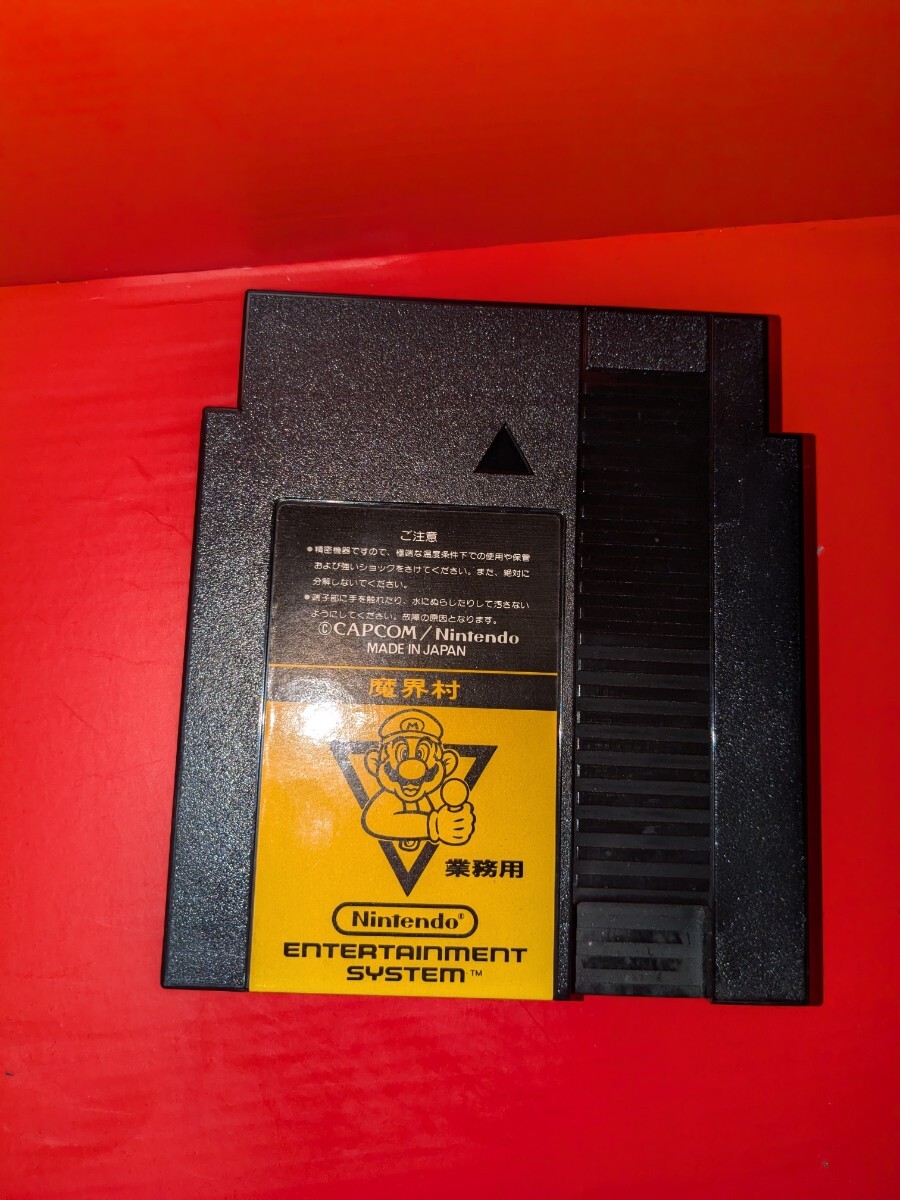 ご注意
●精密機器ですので、極端な温度条件下での使用や保管
および強いショックをさけてください。また、絶対に
分解しないでください。
●端子部に手を触れたり、水にぬらしたりして汚さない
ようにしてください。故障の原因となります。
©CAPCOM/Nintendo
MADE IN JAPAN
魔界村
M
業務用
Nintendo®
ENTERTAINMENT
SYSTEM™